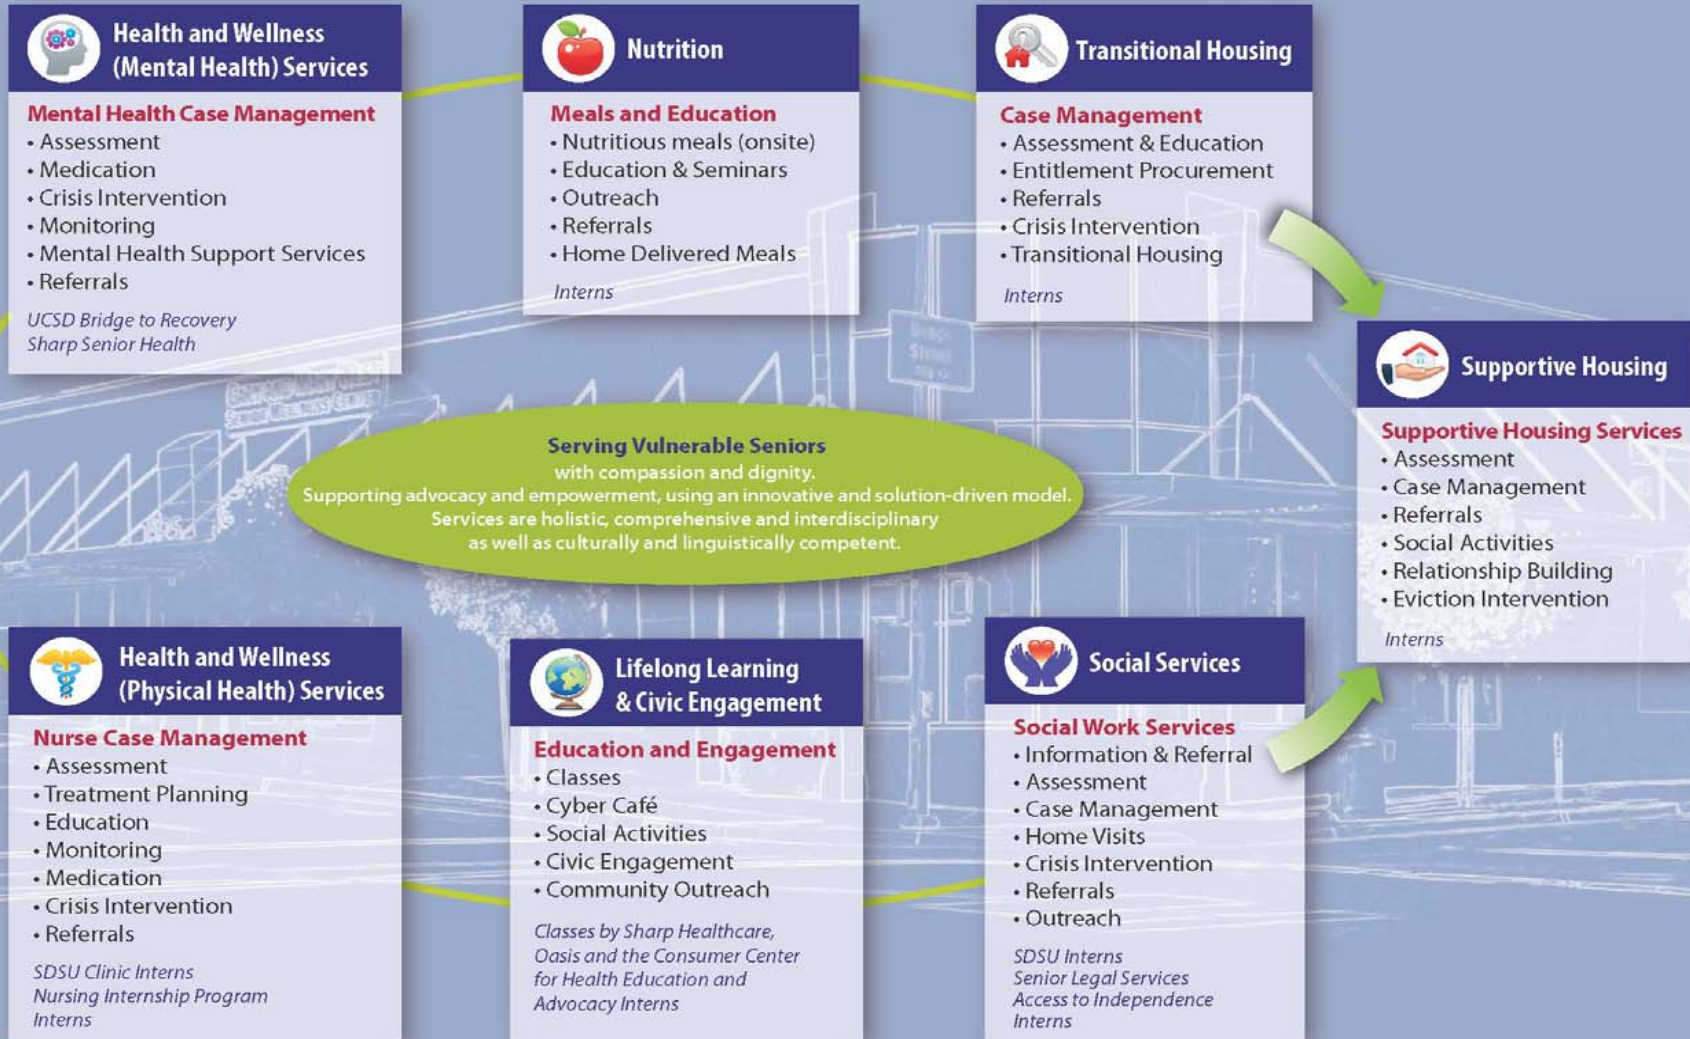 Health and Wellness
(Mental Health) Services
Mental Health Case Management
• Assessment
• Medication
• Crisis Intervention
• Monitoring
• Mental Health Support Services
• Referrals
UCSD Bridge to Recovery
Sharp Senior Health
Nutrition
Meals and Education
• Nutritious meals (onsite)
• Education & Seminars
• Outreach
• Referrals
• Home Delivered Meals
Interns
Transitional Housing
Case Management
• Assessment & Education
• Entitlement Procurement
• Referrals
• Crisis Intervention
• Transitional Housing
Interns
Supportive Housing
Supportive Housing Services
• Assessment
• Case Management
• Referrals
• Social Activities
• Relationship Building
• Eviction Intervention
Interns
Serving Vulnerable Seniors
with compassion and dignity.
Supporting advocacy and empowerment, using an innovative and solution-driven model.
Services are holistic, comprehensive and interdisciplinary
as well as culturally and linguistically competent.
Health and Wellness
(Physical Health) Services
Nurse Case Management
• Assessment
• Treatment Planning
• Education
• Monitoring
• Medication
• Crisis Intervention
• Referrals
SDSU Clinic Interns
Nursing Internship Program
Interns
Lifelong Learning
& Civic Engagement
Education and Engagement
• Classes
• Cyber Café
• Social Activities
• Civic Engagement
• Community Outreach
Classes by Sharp Healthcare,
Oasis and the Consumer Center
for Health Education and
Advocacy Interns
Social Services
Social Work Services
• Information & Referral
• Assessment
• Case Management
• Home Visits
• Crisis Intervention
• Referrals
• Outreach
SDSU Interns
Senior Legal Services
Access to Independence
Interns